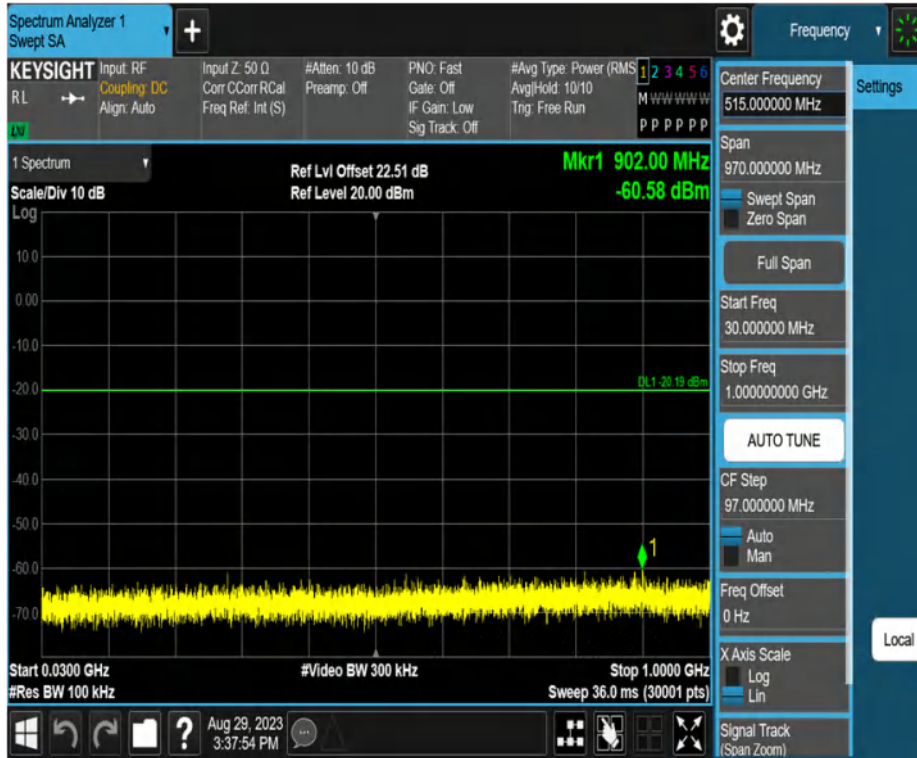 Spectrum Analyzer 1
Swept SA
Frequency
KEYSIGHT
RL
LXI
Input: RF
Coupling: DC
Align: Auto
Input Z: 50 Ω
Corr CCorr RCal
Freq Ref: Int (S)
#Atten: 10 dB
Preamp: Off
PNO: Fast
Gate: Off
IF Gain: Low
Sig Track: Off
#Avg Type: Power (RMS
Avg|Hold: 10/10
Trig: Free Run
1 2 3 4 5 6
M W W W W W
P P P P P P
1 Spectrum
Scale/Div 10 dB
Log
Ref Lvl Offset 22.51 dB
Ref Level 20.00 dBm
Mkr1 902.00 MHz
-60.58 dBm
10.0
0.00
-10.0
-20.0
-30.0
-40.0
-50.0
-60.0
-70.0
DL1 -20.19 dBm
1
Start 0.0300 GHz
#Res BW 100 kHz
#Video BW 300 kHz
Stop 1.0000 GHz
Sweep 36.0 ms (30001 pts)
Aug 29, 2023
3:37:54 PM
Center Frequency
515.000000 MHz
Span
970.000000 MHz
Swept Span
Zero Span
Full Span
Start Freq
30.000000 MHz
Stop Freq
1.000000000 GHz
AUTO TUNE
CF Step
97.000000 MHz
Auto
Man
Freq Offset
0 Hz
X Axis Scale
Log
Lin
Signal Track
(Span Zoom)
Settings
Local